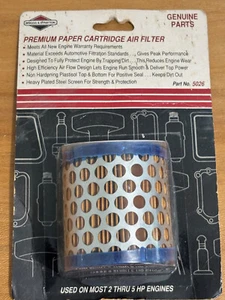 BRIGGS & STRATTON
GENUINE
PARTS
PREMIUM PAPER CARTRIDGE AIR FILTER
• Meets All New Engine Warranty Requirements
• Material Exceeds Automotive Filtration Standards . . . Gives Peak Performance
• Designed To Fully Protect Engine By Trapping Dirt . . . This Reduces Engine Wear
• High Efficiency Air Flow Design Lets Engine Run Smooth & Deliver Top Power
• Non Hardening Plastisol Top & Bottom For Positive Seal . . . Keeps Dirt Out
• Heavy Plated Steel Screen For Strength & Protection
Part No. 5026
USED ON MOST 2 THRU 5 HP ENGINES